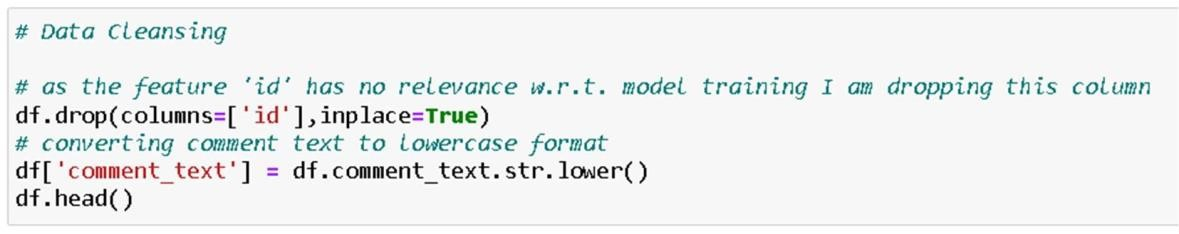 # Data Cleansing
# as the feature 'id' has no relevance w.r.t. model training I am dropping this column
df.drop(columns=['id'],inplace=True)
# converting comment text to lowercase format
df['comment_text'] = df.comment_text.str.lower()
df.head()